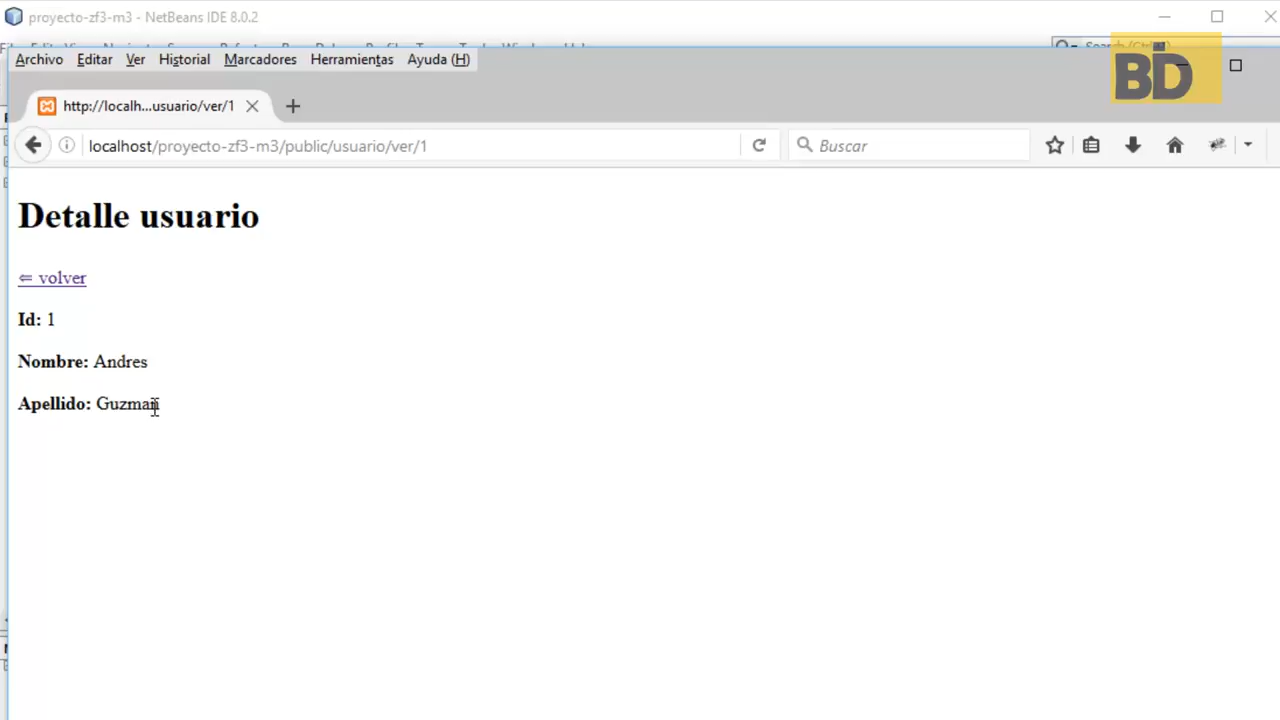 proyecto-zf3-m3 - NetBeans IDE 8.0.2
Search (Ctrl+I)
Archivo Editar Ver Historial Marcadores Herramientas Ayuda (H)
BD
http://localh...usuario/ver/1
localhost/proyecto-zf3-m3/public/usuario/ver/1
Buscar
Detalle usuario
⇐ volver
Id: 1
Nombre: Andres
Apellido: Guzman